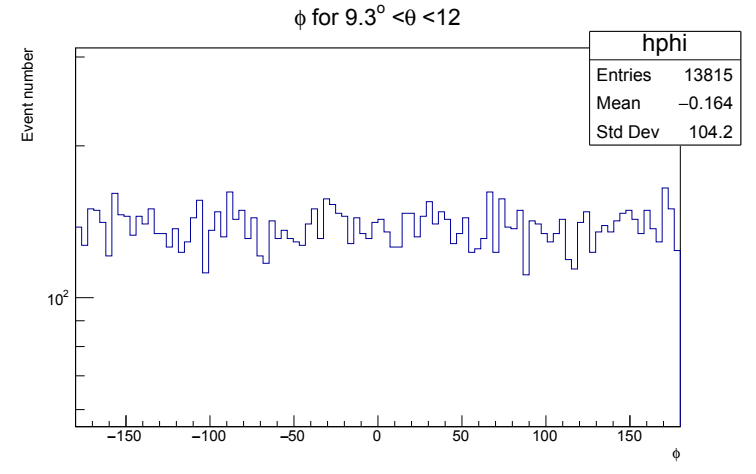 ϕ for 9.3° <θ <12
hphi
Entries 13815
Mean −0.164
Std Dev 104.2
Event number
10²
−150 −100 −50 0 50 100 150
ϕ